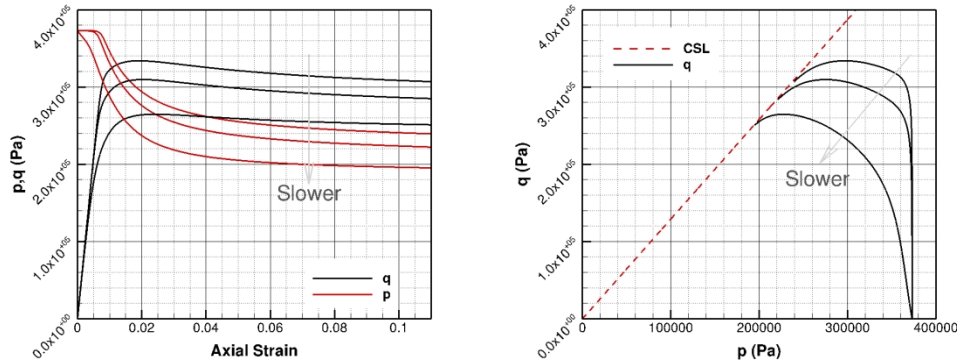 4.0X10+05
3.0X10+05
2.0X10+05
1.0X10+05
0.0X10+00
p,q (Pa)
Slower
q
p
0 0.02 0.04 0.06 0.08 0.1
Axial Strain
4.0X10+05
3.0X10+05
2.0X10+05
1.0X10+05
0.0X10+00
q (Pa)
CSL
q
Slower
0 100000 200000 300000 400000
p (Pa)